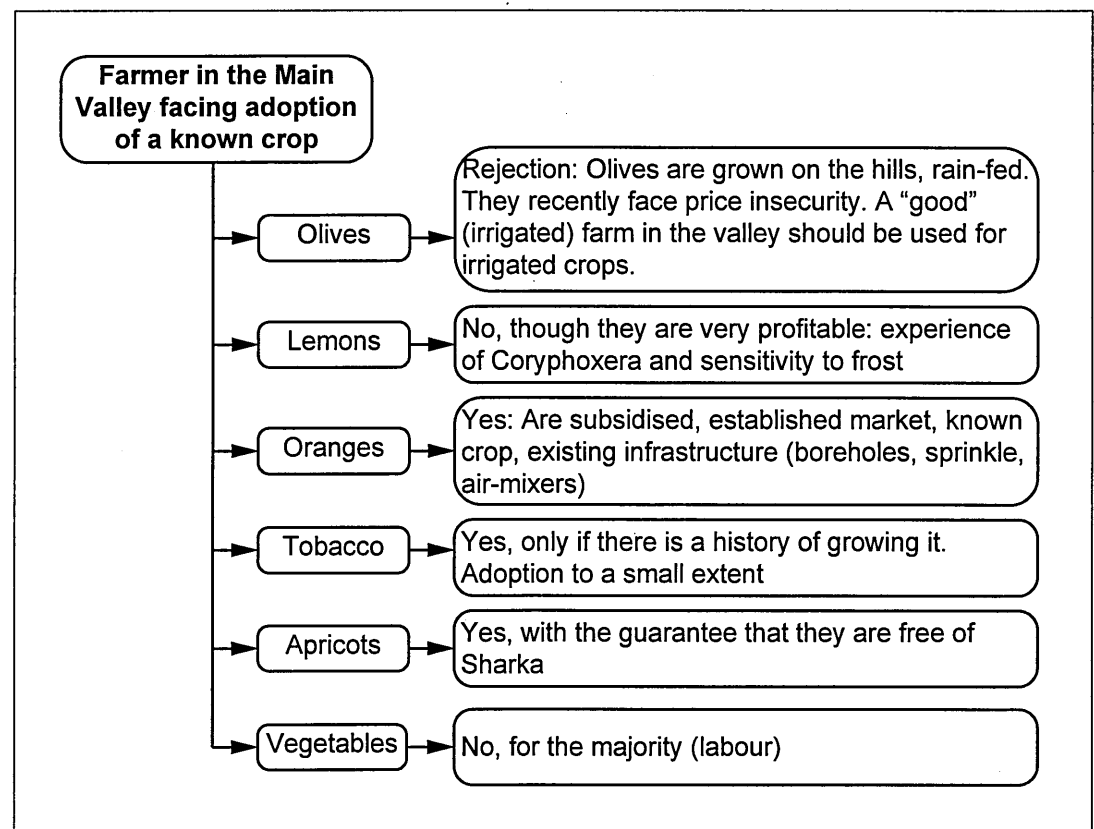 Farmer in the Main
Valley facing adoption
of a known crop
Olives
Rejection: Olives are grown on the hills, rain-fed.
They recently face price insecurity. A “good”
(irrigated) farm in the valley should be used for
irrigated crops.
Lemons
No, though they are very profitable: experience
of Coryphoxera and sensitivity to frost
Oranges
Yes: Are subsidised, established market, known
crop, existing infrastructure (boreholes, sprinkle,
air-mixers)
Tobacco
Yes, only if there is a history of growing it.
Adoption to a small extent
Apricots
Yes, with the guarantee that they are free of
Sharka
Vegetables
No, for the majority (labour)